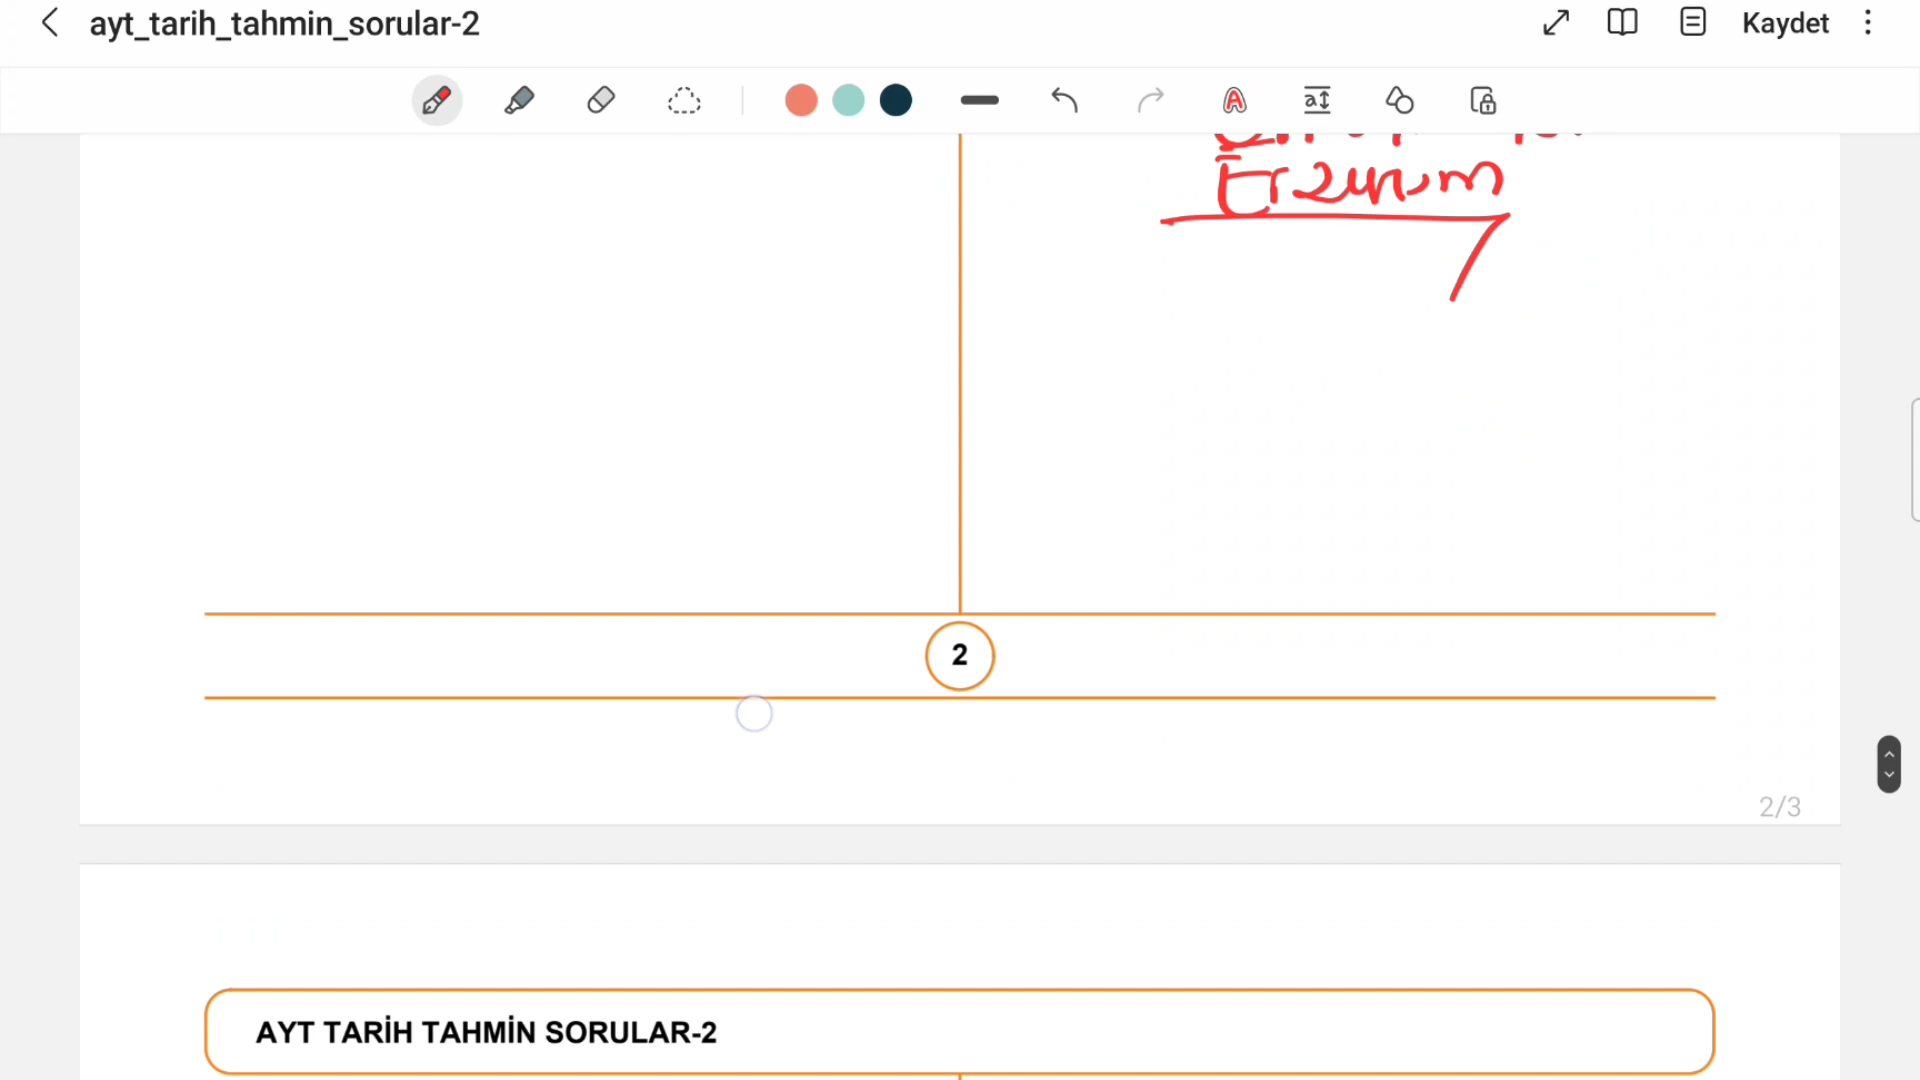 ayt_tarih_tahmin_sorular-2
Kaydet
Erzurum
2
2/3
AYT TARİH TAHMİN SORULAR-2